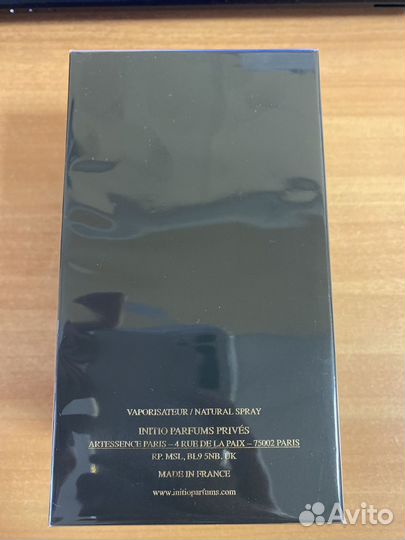 VAPORISATEUR / NATURAL SPRAY
INITIO PARFUMS PRIVÉS
ARTESSENCE PARIS – 4 RUE DE LA PAIX – 75002 PARIS
RP. MSL, BL9 5NB, UK
MADE IN FRANCE
www.initioparfums.com
Avito